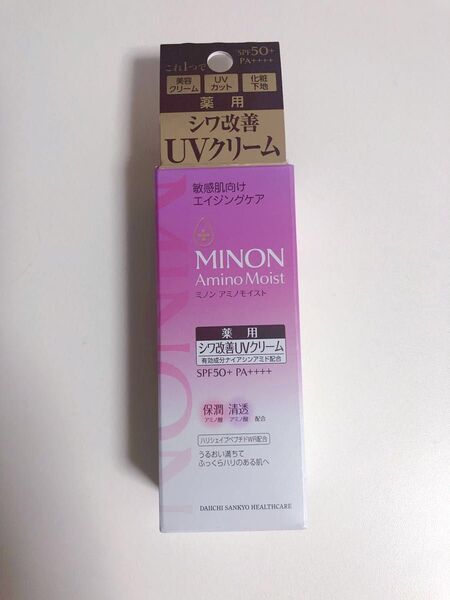 SPF50+
PA++++
これ1つで
美容
クリーム
UV
カット
化粧
下地
薬用
シワ改善
UVクリーム
敏感肌向け
エイジングケア
MINON
MINON
Amino Moist
ミノン アミノモイスト
薬用
シワ改善UVクリーム
有効成分ナイアシンアミド配合
SPF50+ PA++++
保潤 清透
アミノ酸 アミノ酸 配合
ハリシェイプペプチドWR配合
うるおい満ちて
ふっくらハリのある肌へ
DAIICHI SANKYO HEALTHCARE